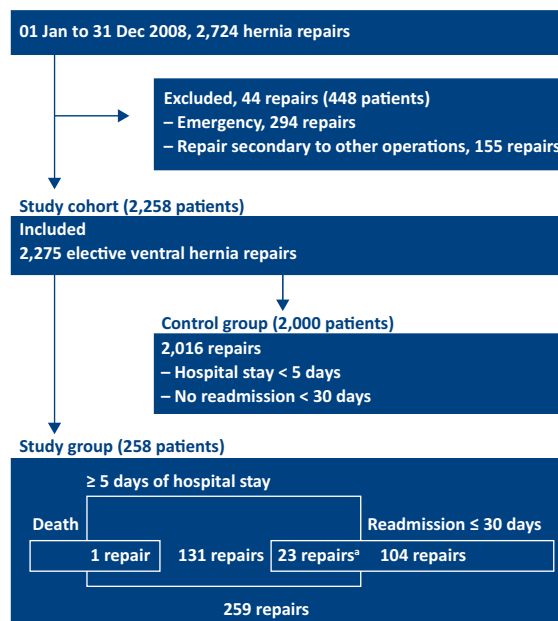 01 Jan to 31 Dec 2008, 2,724 hernia repairs
Excluded, 44 repairs (448 patients)
– Emergency, 294 repairs
– Repair secondary to other operations, 155 repairs
Study cohort (2,258 patients)
Included
2,275 elective ventral hernia repairs
Control group (2,000 patients)
2,016 repairs
– Hospital stay < 5 days
– No readmission < 30 days
Study group (258 patients)
≥ 5 days of hospital stay
Death
Readmission ≤ 30 days
1 repair
131 repairs
23 repairsᵃ
104 repairs
259 repairs